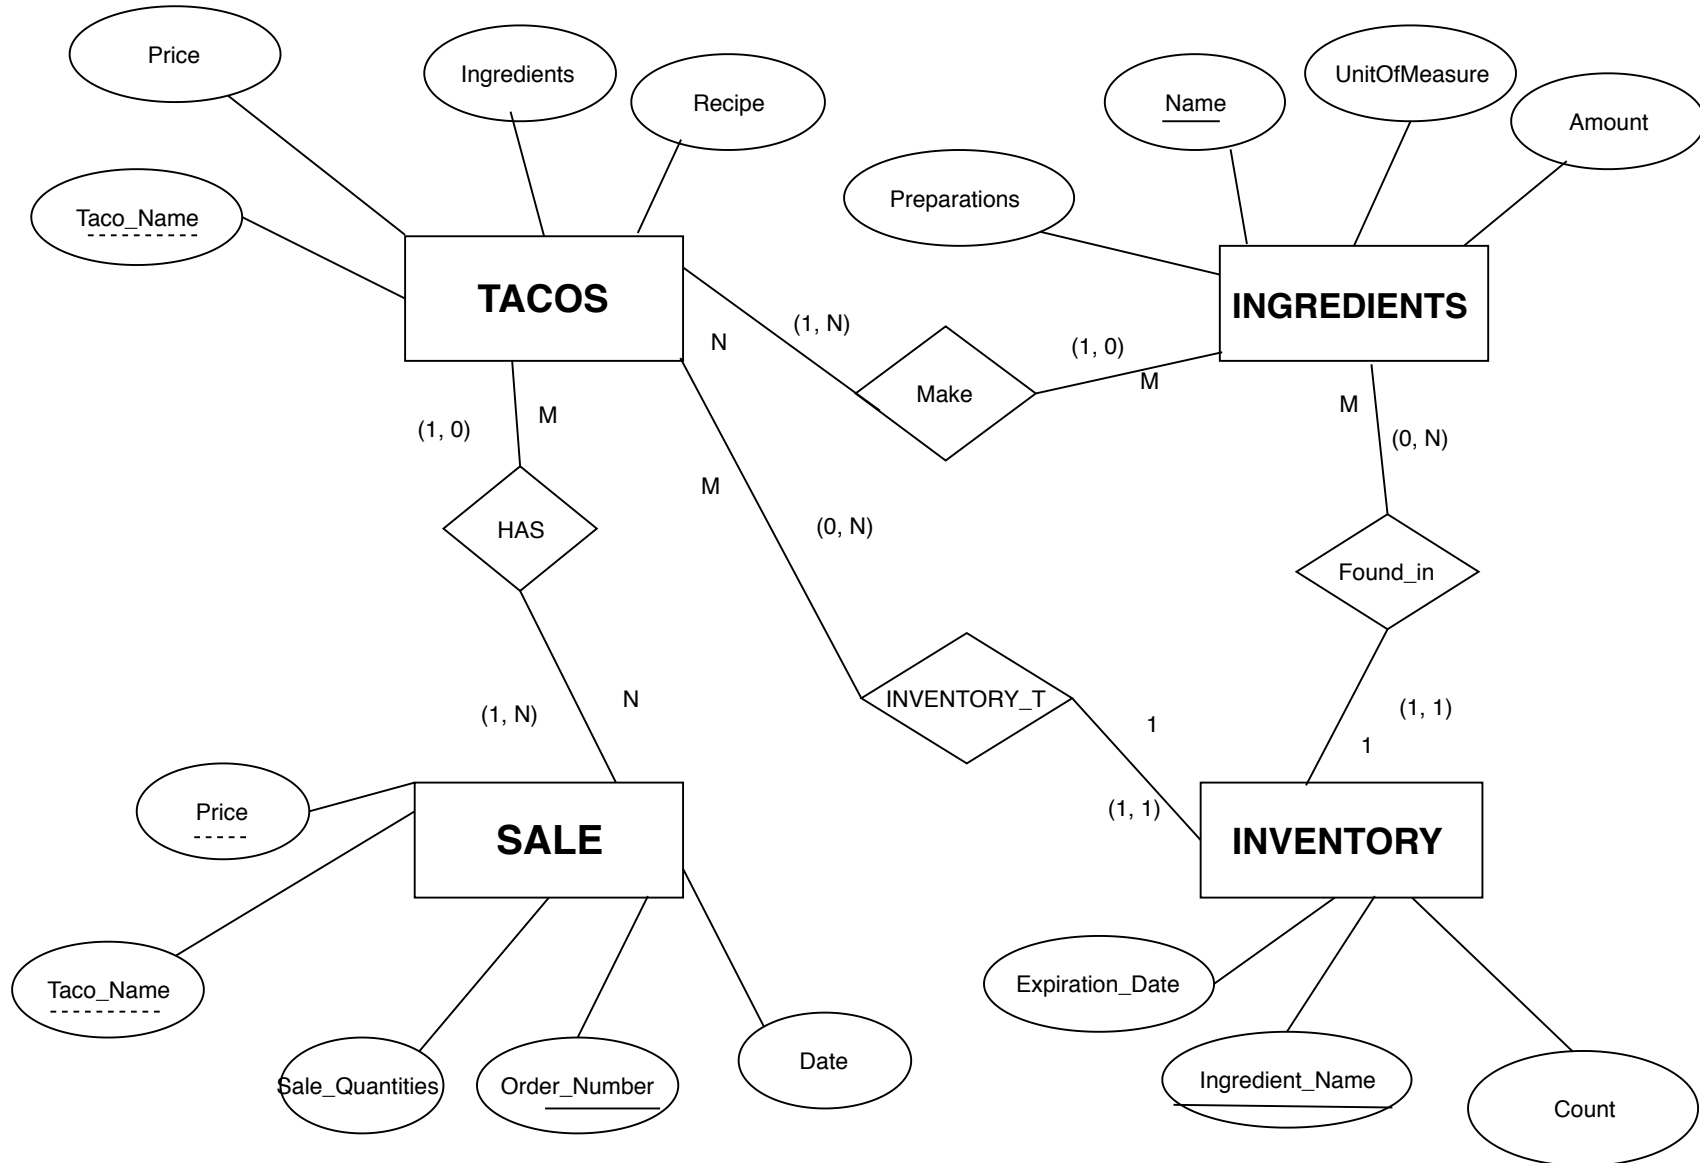 Price
Ingredients
Recipe
Name
UnitOfMeasure
Amount
Taco_Name
Preparations
TACOS
INGREDIENTS
(1, N)
N
(1, 0)
M
Make
M
(1, 0)
M
(0, N)
M
(0, N)
HAS
Found_in
INVENTORY_T
N
(1, N)
1
(1, 1)
1
(1, 1)
Price
SALE
INVENTORY
Taco_Name
Expiration_Date
Sale_Quantities
Order_Number
Date
Ingredient_Name
Count